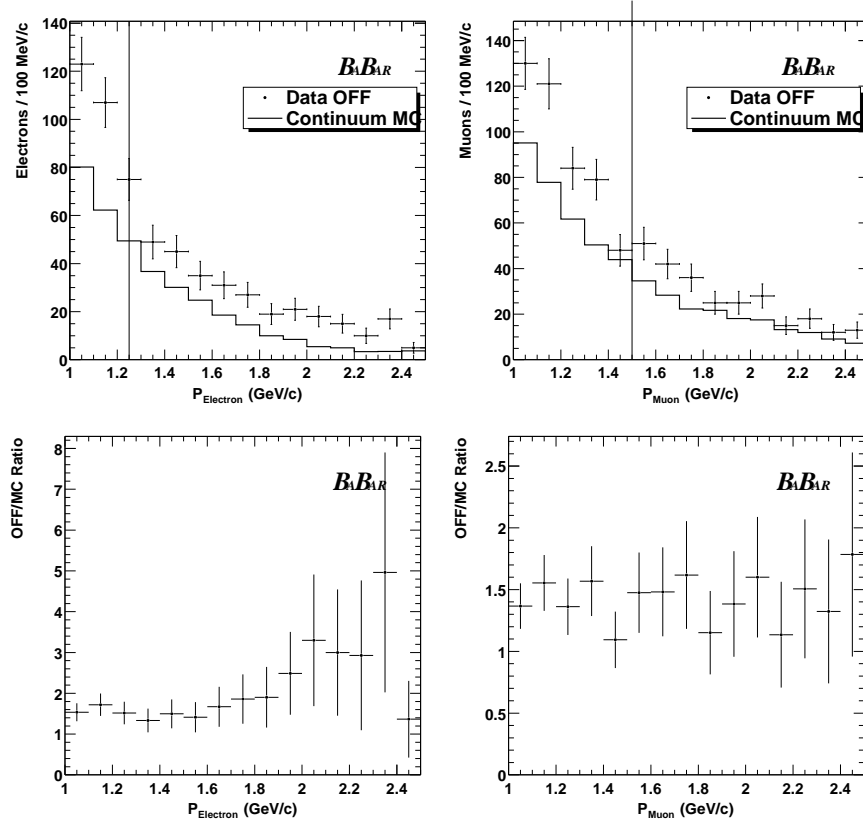 Electrons / 100 MeV/c
140
120
100
80
60
40
20
0
BABAR
Data OFF
Continuum MC
1 1.2 1.4 1.6 1.8 2 2.2 2.4
P_Electron (GeV/c)
Muons / 100 MeV/c
140
120
100
80
60
40
20
0
BABAR
Data OFF
Continuum MC
1 1.2 1.4 1.6 1.8 2 2.2 2.4
P_Muon (GeV/c)
OFF/MC Ratio
8
7
6
5
4
3
2
1
0
BABAR
1 1.2 1.4 1.6 1.8 2 2.2 2.4
P_Electron (GeV/c)
OFF/MC Ratio
2.5
2
1.5
1
0.5
0
BABAR
1 1.2 1.4 1.6 1.8 2 2.2 2.4
P_Muon (GeV/c)